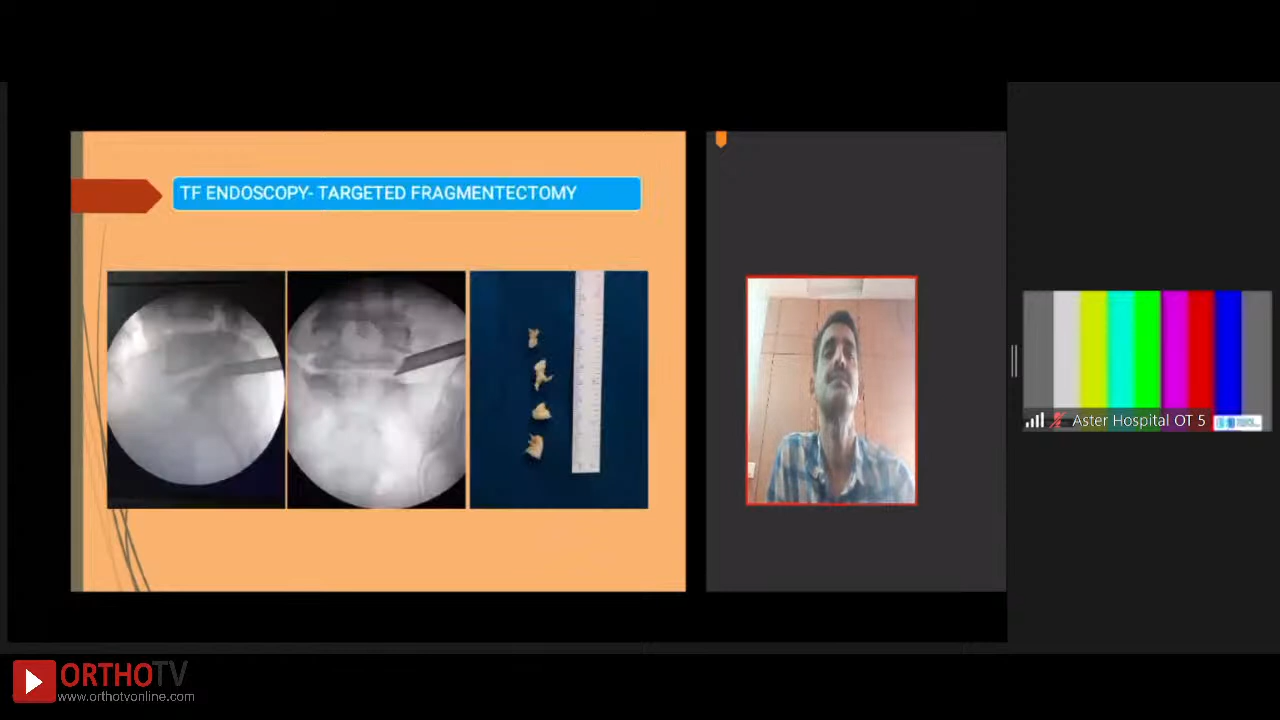 TF ENDOSCOPY- TARGETED FRAGMENTECTOMY
Aster Hospital OT 5
ORTHOTV
www.orthotvonline.com